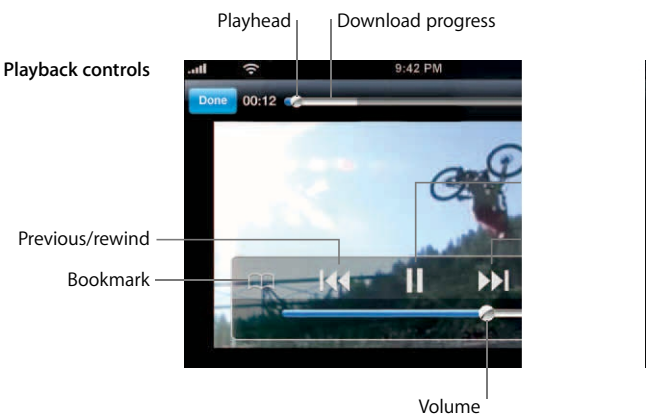 Playhead
Download progress
Playback controls
9:42 PM
Done
00:12
Previous/rewind
Bookmark
Volume